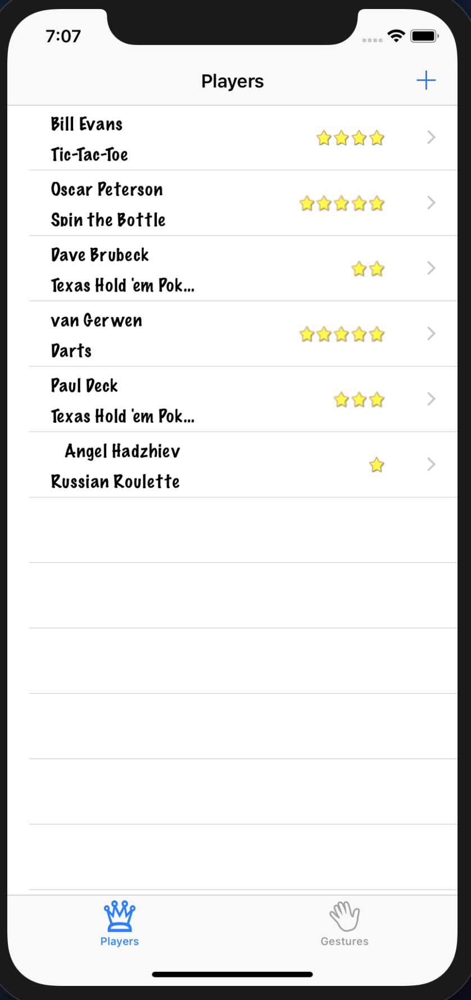 7:07
Players
Bill Evans
Tic-Tac-Toe
Oscar Peterson
Spin the Bottle
Dave Brubeck
Texas Hold 'em Pok...
van Gerwen
Darts
Paul Deck
Texas Hold 'em Pok...
Angel Hadzhiev
Russian Roulette
Players
Gestures